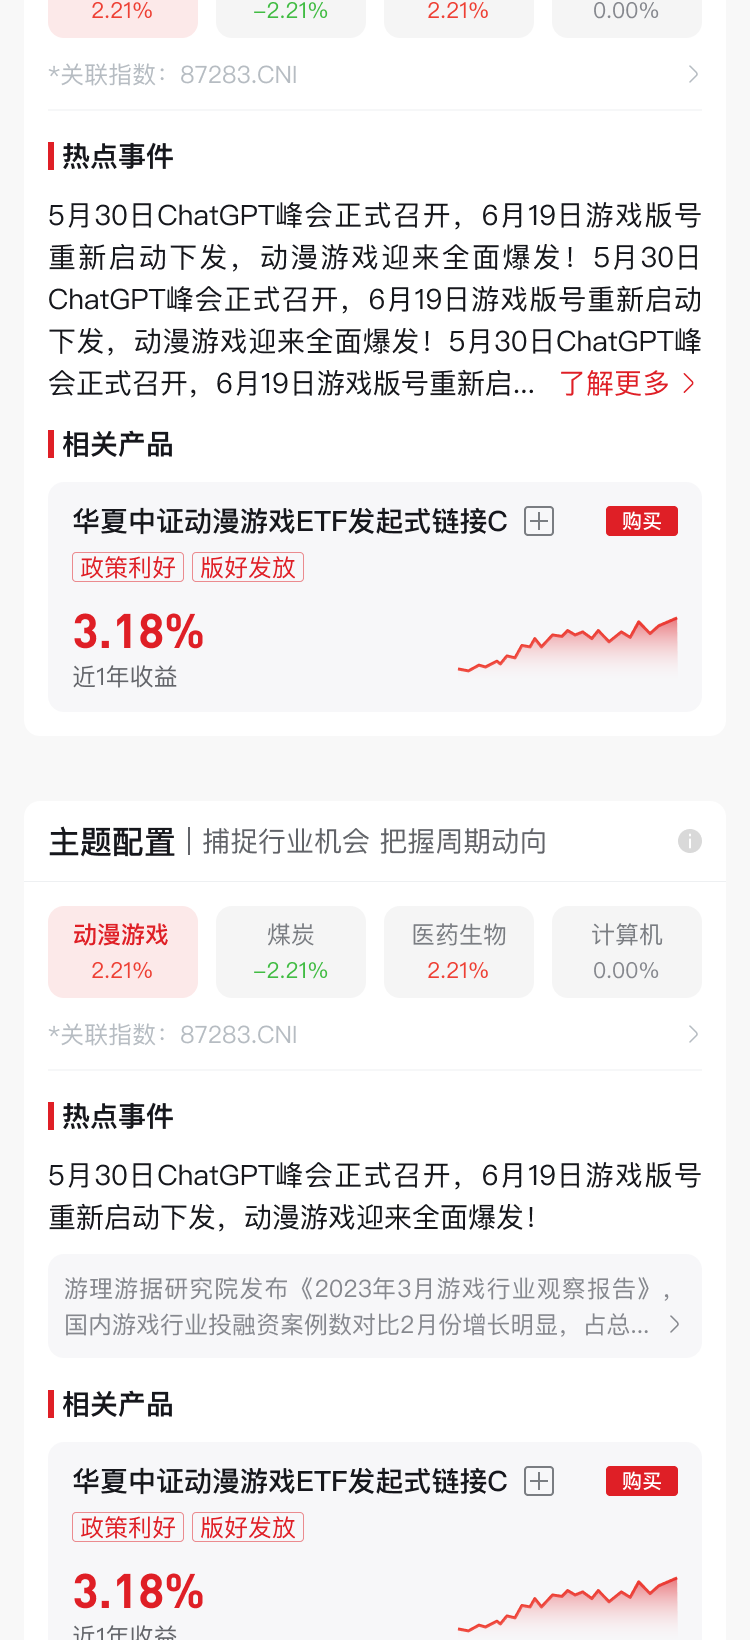 2.21%
-2.21%
2.21%
0.00%
*关联指数：87283.CNI
热点事件
5月30日ChatGPT峰会正式召开，6月19日游戏版号
重新启动下发，动漫游戏迎来全面爆发！5月30日
ChatGPT峰会正式召开，6月19日游戏版号重新启动
下发，动漫游戏迎来全面爆发！5月30日ChatGPT峰
会正式召开，6月19日游戏版号重新启... 了解更多
相关产品
华夏中证动漫游戏ETF发起式链接C 购买
政策利好 版好发放
3.18%
近1年收益
主题配置 捕捉行业机会 把握周期动向
动漫游戏 煤炭 医药生物 计算机
2.21% -2.21% 2.21% 0.00%
*关联指数：87283.CNI
热点事件
5月30日ChatGPT峰会正式召开，6月19日游戏版号
重新启动下发，动漫游戏迎来全面爆发！
游理游据研究院发布《2023年3月游戏行业观察报告》，
国内游戏行业投融资案例数对比2月份增长明显，占总...
相关产品
华夏中证动漫游戏ETF发起式链接C 购买
政策利好 版好发放
3.18%
近1年收益